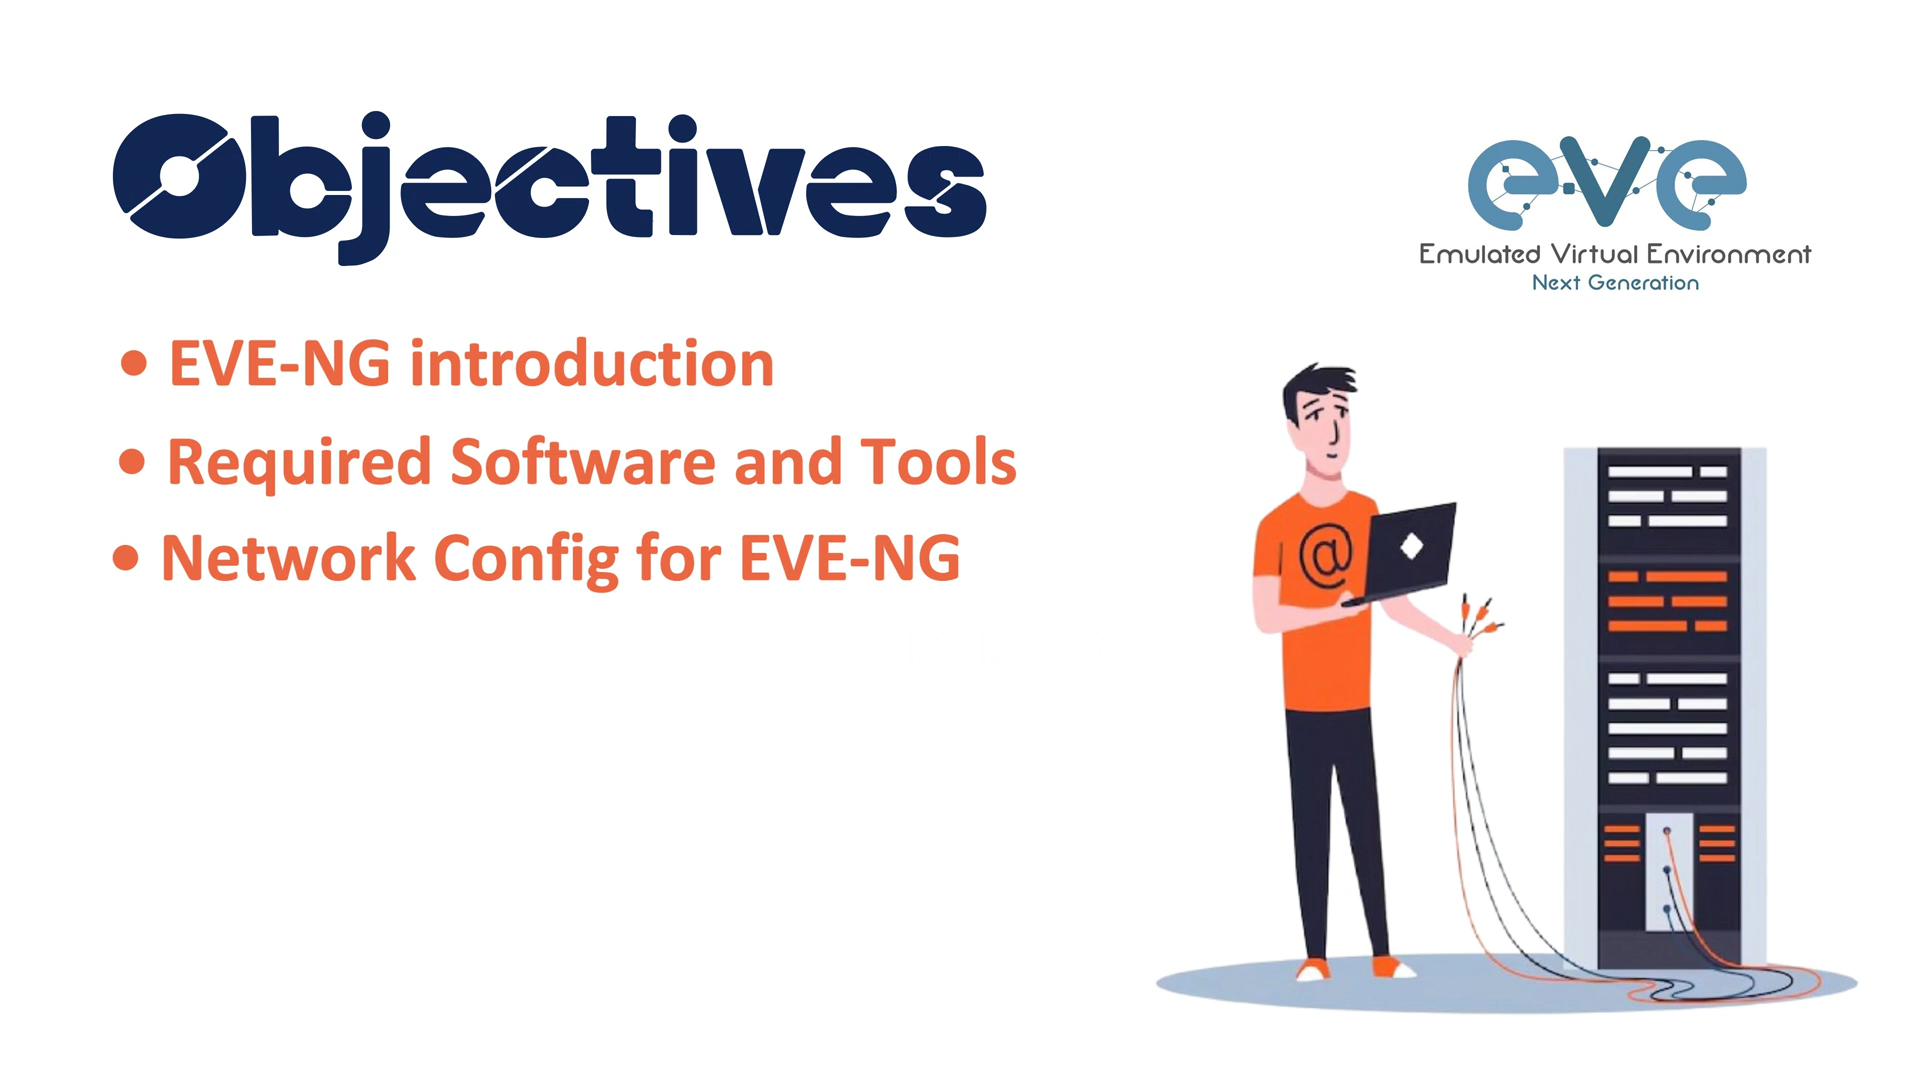 Objectives
eve
Emulated Virtual Environment
Next Generation
• EVE-NG introduction
• Required Software and Tools
• Network Config for EVE-NG
@